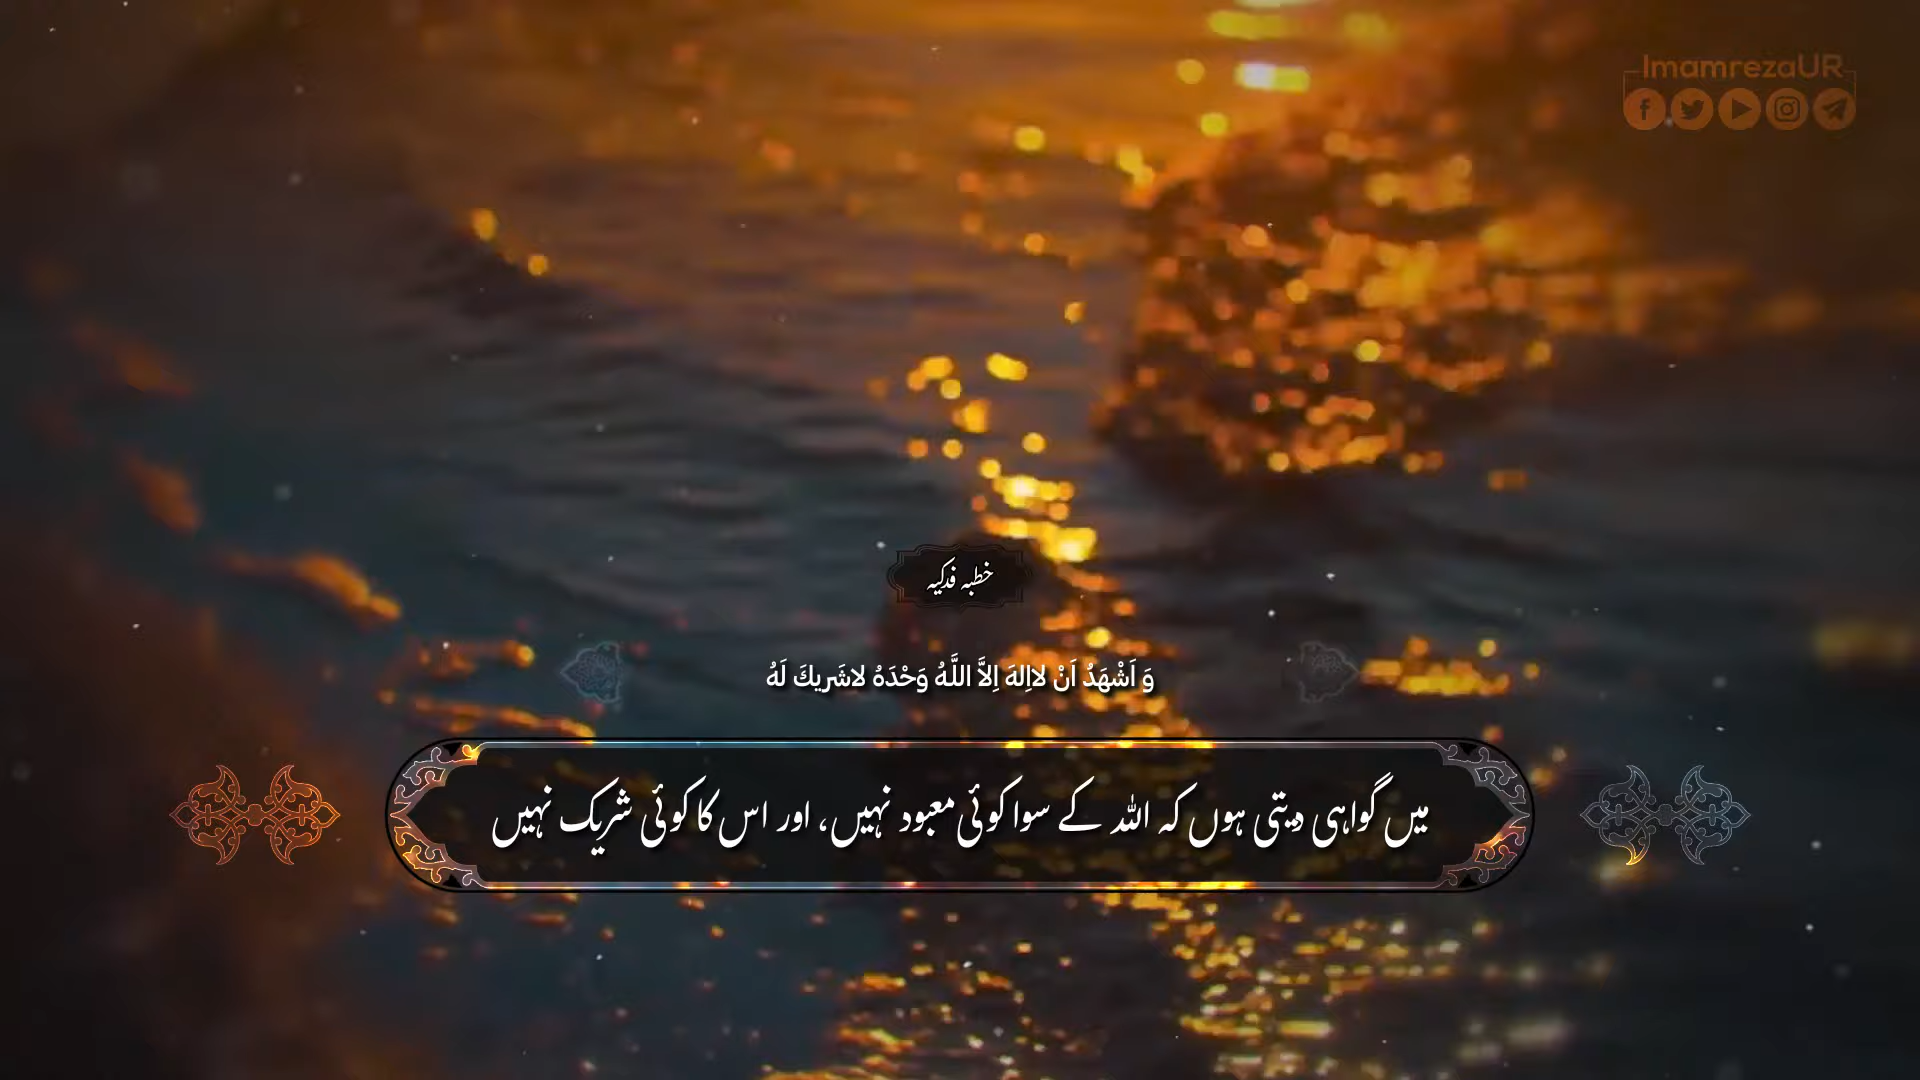 ImamrezaUR
خطبہ فدکیہ
وَ اَشْهَدُ اَنْ لااِلهَ اِلاَّ اللَّهُ وَحْدَهُ لاشَريكَ لَهُ
میں گواہی دیتی ہوں کہ اللہ کے سوا کوئی معبود نہیں، اور اس کا کوئی شریک نہیں